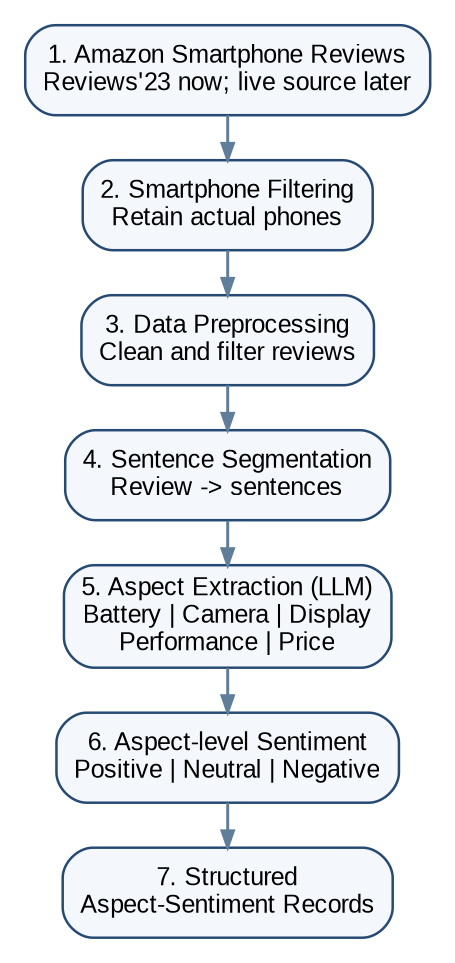 1. Amazon Smartphone Reviews
Reviews'23 now; live source later
2. Smartphone Filtering
Retain actual phones
3. Data Preprocessing
Clean and filter reviews
4. Sentence Segmentation
Review -> sentences
5. Aspect Extraction (LLM)
Battery | Camera | Display
Performance | Price
6. Aspect-level Sentiment
Positive | Neutral | Negative
7. Structured
Aspect-Sentiment Records